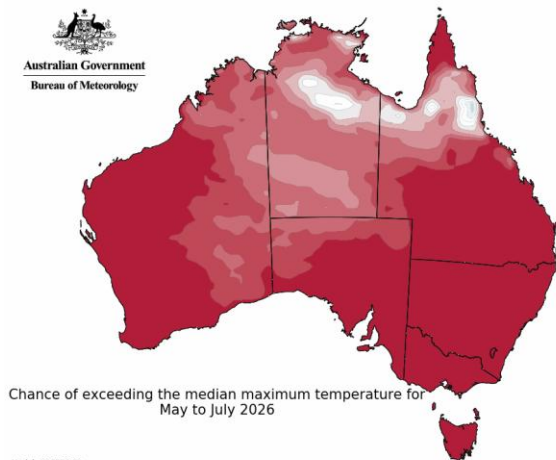 Australian Government
Bureau of Meteorology
Chance of exceeding the median maximum temperature for
May to July 2026